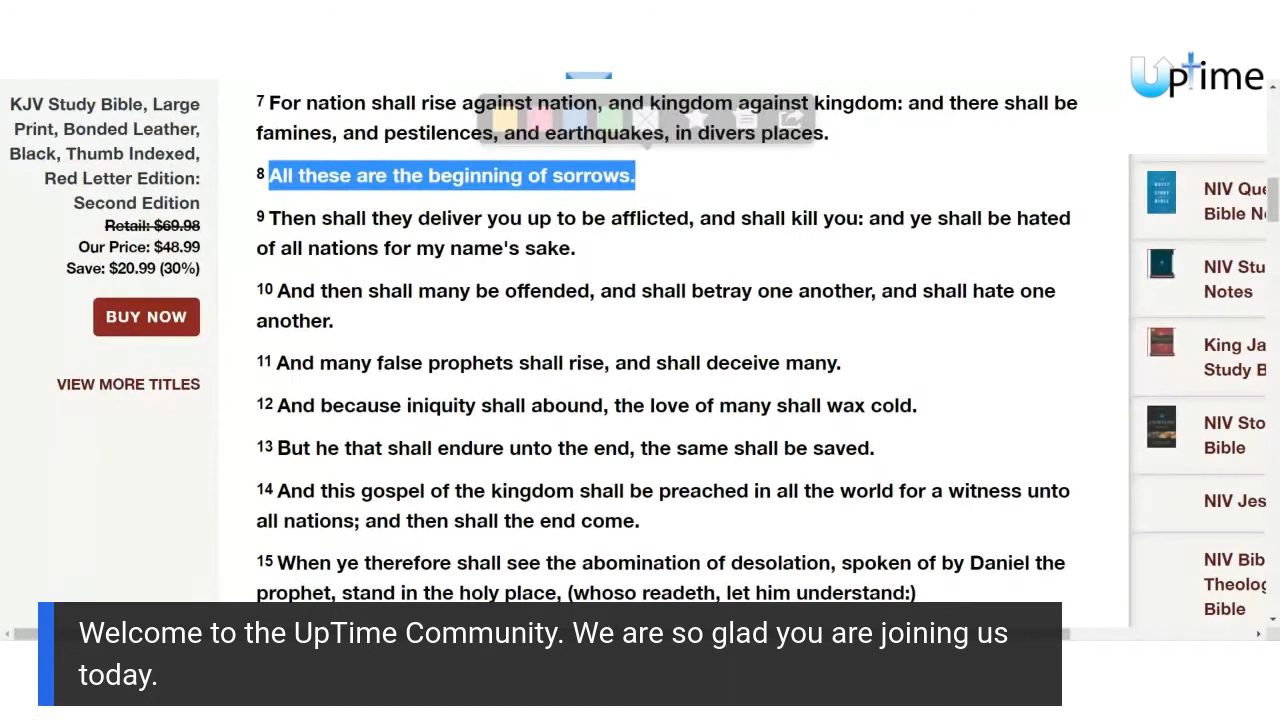 UpTime
KJV Study Bible, Large
Print, Bonded Leather,
Black, Thumb Indexed,
Red Letter Edition:
Second Edition
Retail: $69.98
Our Price: $48.99
Save: $20.99 (30%)
BUY NOW
VIEW MORE TITLES
7 For nation shall rise against nation, and kingdom against kingdom: and there shall be
famines, and pestilences, and earthquakes, in divers places.
8 All these are the beginning of sorrows.
9 Then shall they deliver you up to be afflicted, and shall kill you: and ye shall be hated
of all nations for my name's sake.
10 And then shall many be offended, and shall betray one another, and shall hate one
another.
11 And many false prophets shall rise, and shall deceive many.
12 And because iniquity shall abound, the love of many shall wax cold.
13 But he that shall endure unto the end, the same shall be saved.
14 And this gospel of the kingdom shall be preached in all the world for a witness unto
all nations; and then shall the end come.
15 When ye therefore shall see the abomination of desolation, spoken of by Daniel the
prophet, stand in the holy place, (whoso readeth, let him understand:)
NIV Que
Bible N
NIV Stu
Notes
King Ja
Study B
NIV Sto
Bible
NIV Jes
NIV Bib
Theolog
Bible
Welcome to the UpTime Community. We are so glad you are joining us
today.